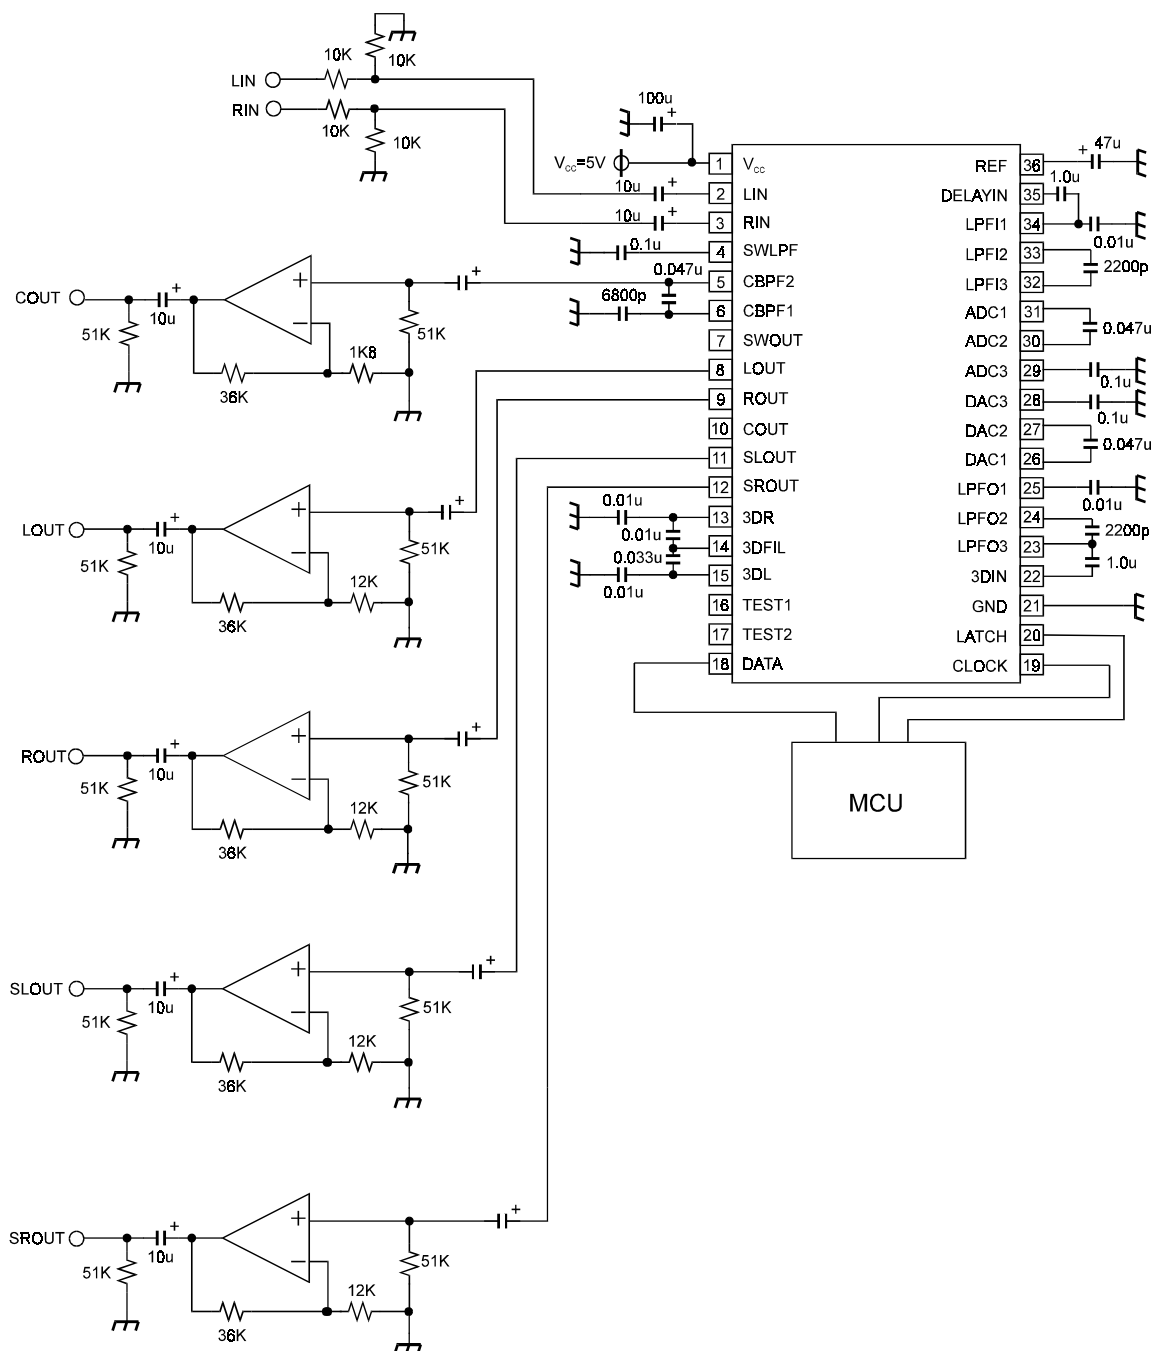 10K
10K
LIN
RIN
10K
10K
100u
V_CC=5V
10u
10u
0.1u
0.047u
6800p
1 V_CC
2 LIN
3 RIN
4 SWLPF
5 CBPF2
6 CBPF1
7 SWOUT
8 LOUT
9 ROUT
10 COUT
11 SLOUT
12 SROUT
13 3DR
14 3DFIL
15 3DL
16 TEST1
17 TEST2
18 DATA
REF 36
DELAYIN 35
LPFI1 34
LPFI2 33
LPFI3 32
ADC1 31
ADC2 30
ADC3 29
DAC3 28
DAC2 27
DAC1 26
LPFO1 25
LPFO2 24
LPFO3 23
3DIN 22
GND 21
LATCH 20
CLOCK 19
+ 47u
1.0u
0.01u
2200p
0.047u
0.1u
0.1u
0.047u
0.01u
2200p
1.0u
0.01u
0.01u
0.033u
0.01u
MCU
COUT
51K
10u
+
+
−
36K
1K8
51K
+
LOUT
51K
10u
+
+
−
36K
12K
51K
+
ROUT
51K
10u
+
+
−
36K
12K
51K
+
SLOUT
51K
10u
+
+
−
36K
12K
51K
+
SROUT
51K
10u
+
+
−
36K
12K
51K
+